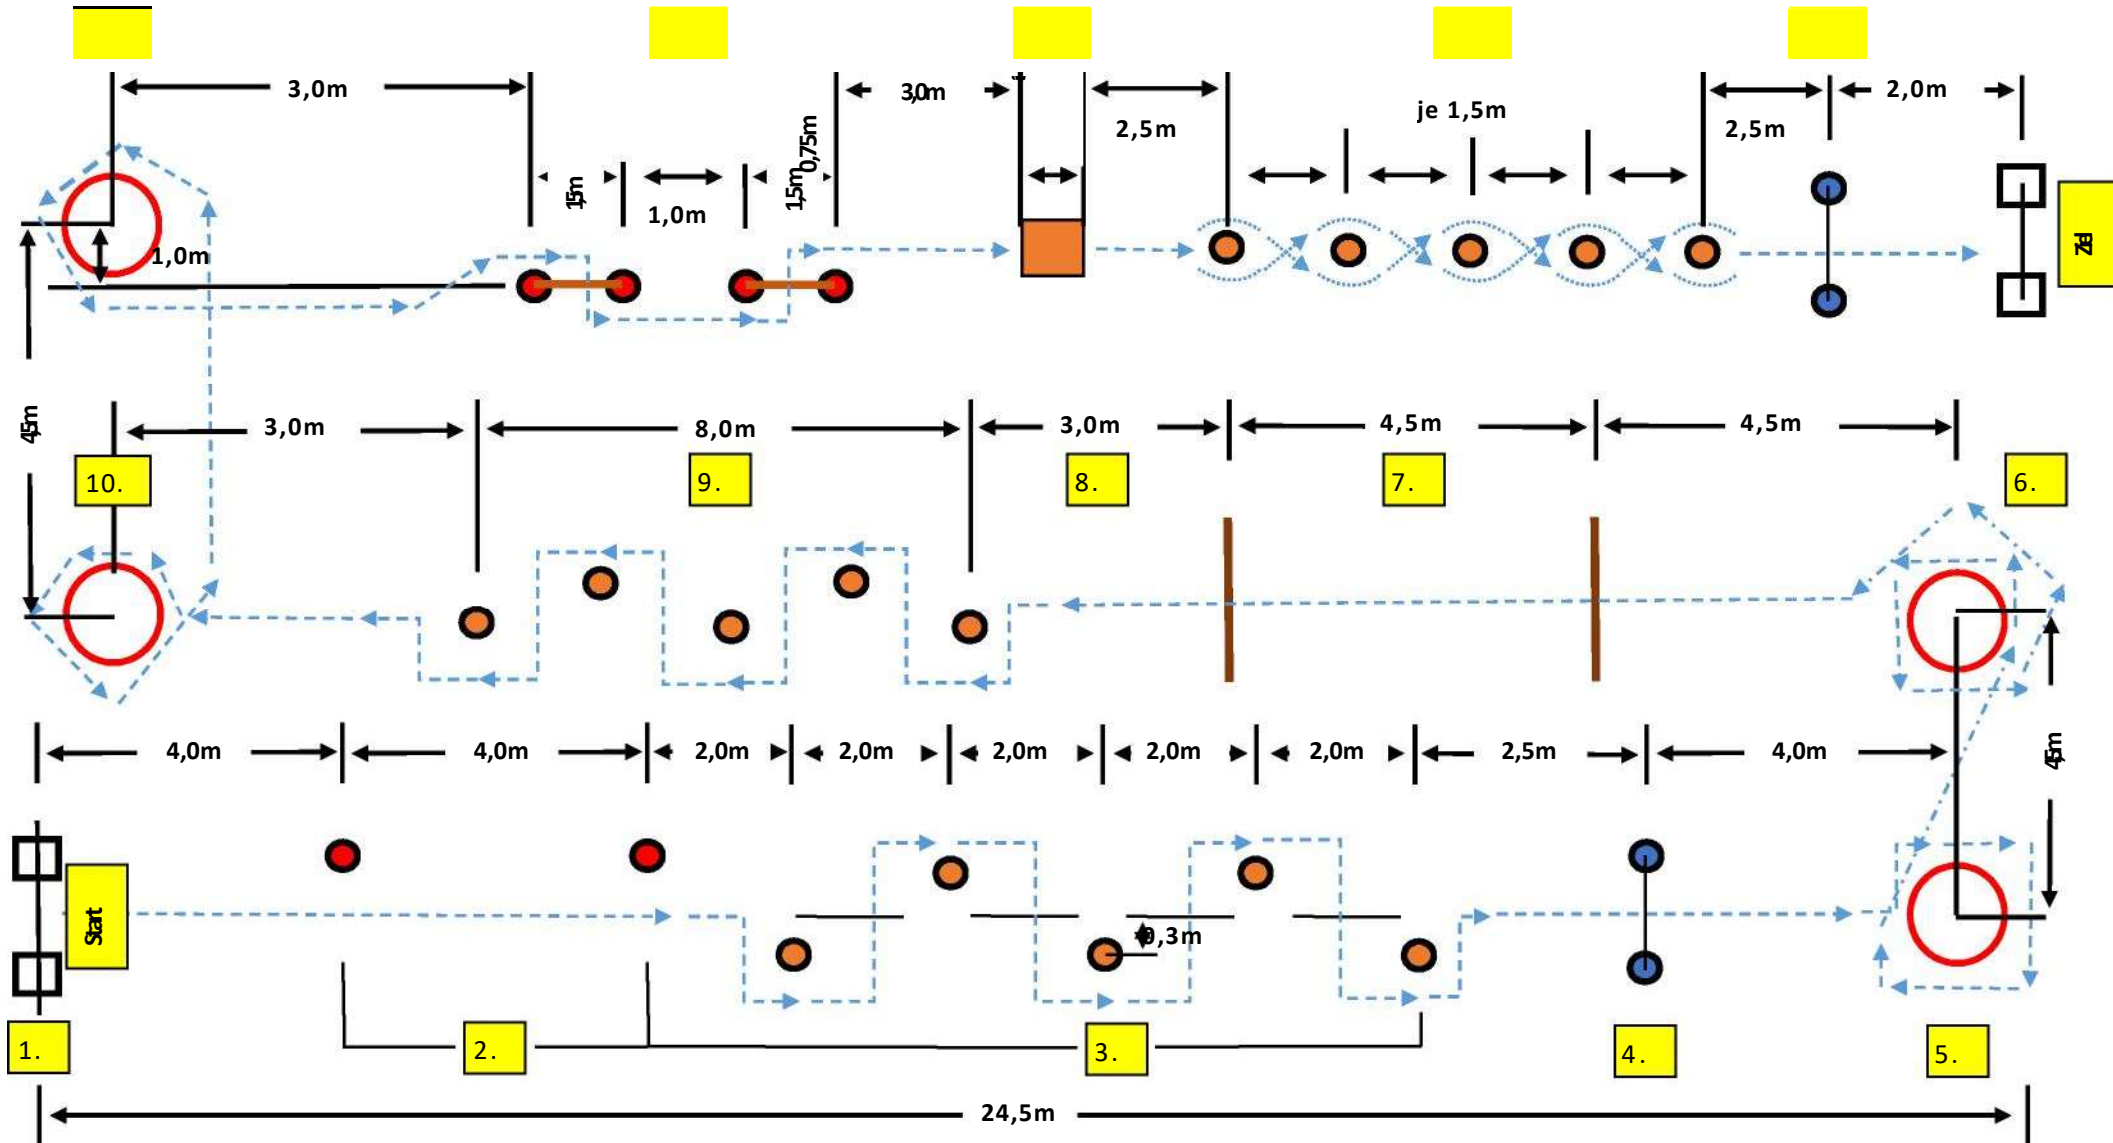 3,0m
3,0m
2,0m
2,5m
je 1,5m
2,5m
1,5m
1,0m
1,5m
0,75m
1,0m
Ziel
4,5m
3,0m
8,0m
3,0m
4,5m
4,5m
10.
9.
8.
7.
6.
4,0m
4,0m
2,0m
2,0m
2,0m
2,0m
2,0m
2,5m
4,0m
4,5m
Start
0,3m
1.
2.
3.
4.
5.
24,5m